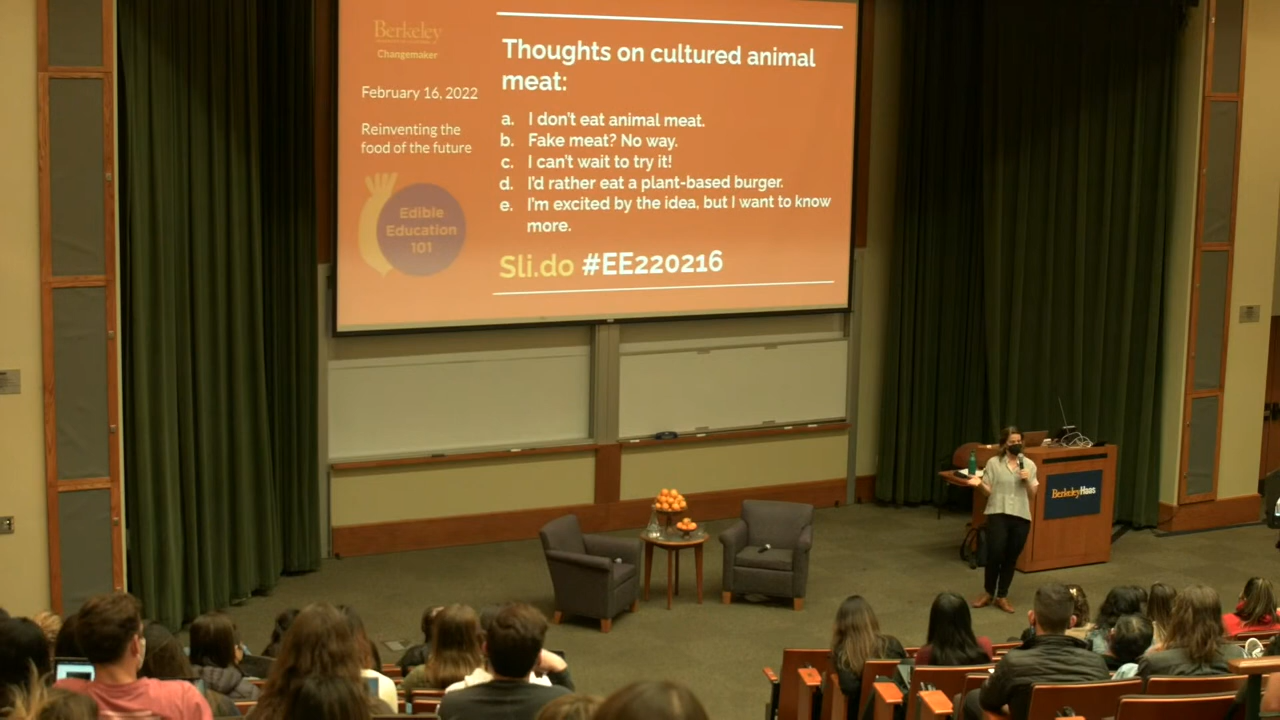 Berkeley
Changemaker
February 16, 2022
Reinventing the
food of the future
Edible
Education
101
Thoughts on cultured animal
meat:
a. I don't eat animal meat.
b. Fake meat? No way.
c. I can't wait to try it!
d. I'd rather eat a plant-based burger.
e. I'm excited by the idea, but I want to know
more.
Sli.do #EE220216
BerkeleyHaas